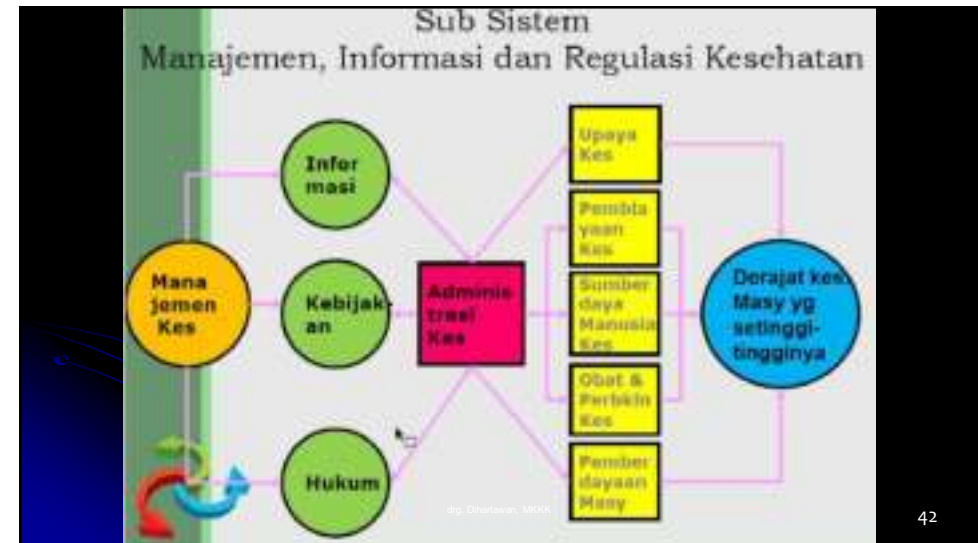 Sub Sistem
Manajemen, Informasi dan Regulasi Kesehatan
Mana
jemen
Kes
Infor
masi
Kebijak
an
Hukum
Adminis
trasi
Kes
Upaya
Kes
Pembia
yaan
Kes
Sumber
daya
Manusia
Kes
Obat &
Perbkln
Kes
Pember
dayaan
Masy
Derajat kes.
Masy yg
setinggi-
tingginya
drg. MKKK
42